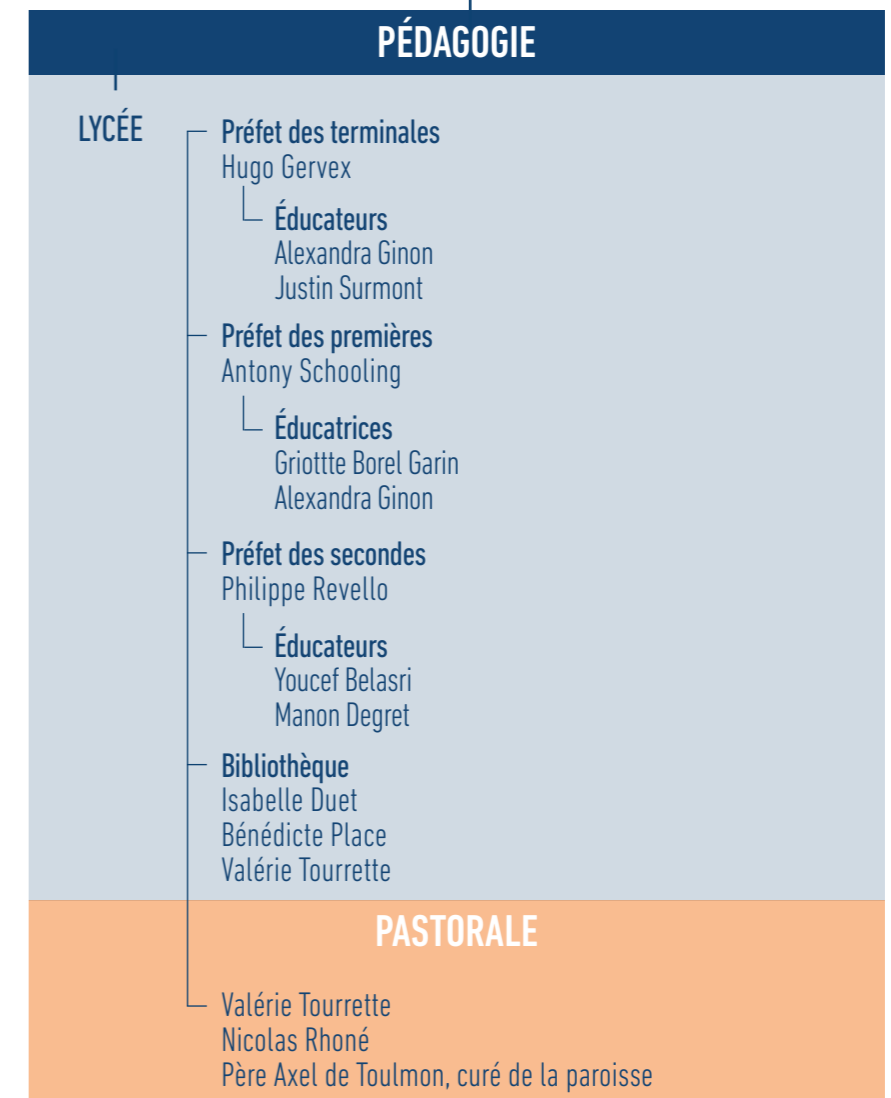 PÉDAGOGIE
LYCÉE
Préfet des terminales
Hugo Gervex
Éducateurs
Alexandra Ginon
Justin Surmont
Préfet des premières
Antony Schooling
Éducatrices
Griottte Borel Garin
Alexandra Ginon
Préfet des secondes
Philippe Revello
Éducateurs
Youcef Belasri
Manon Degret
Bibliothèque
Isabelle Duet
Bénédicte Place
Valérie Tourrette
PASTORALE
Valérie Tourrette
Nicolas Rhoné
Père Axel de Toulmon, curé de la paroisse